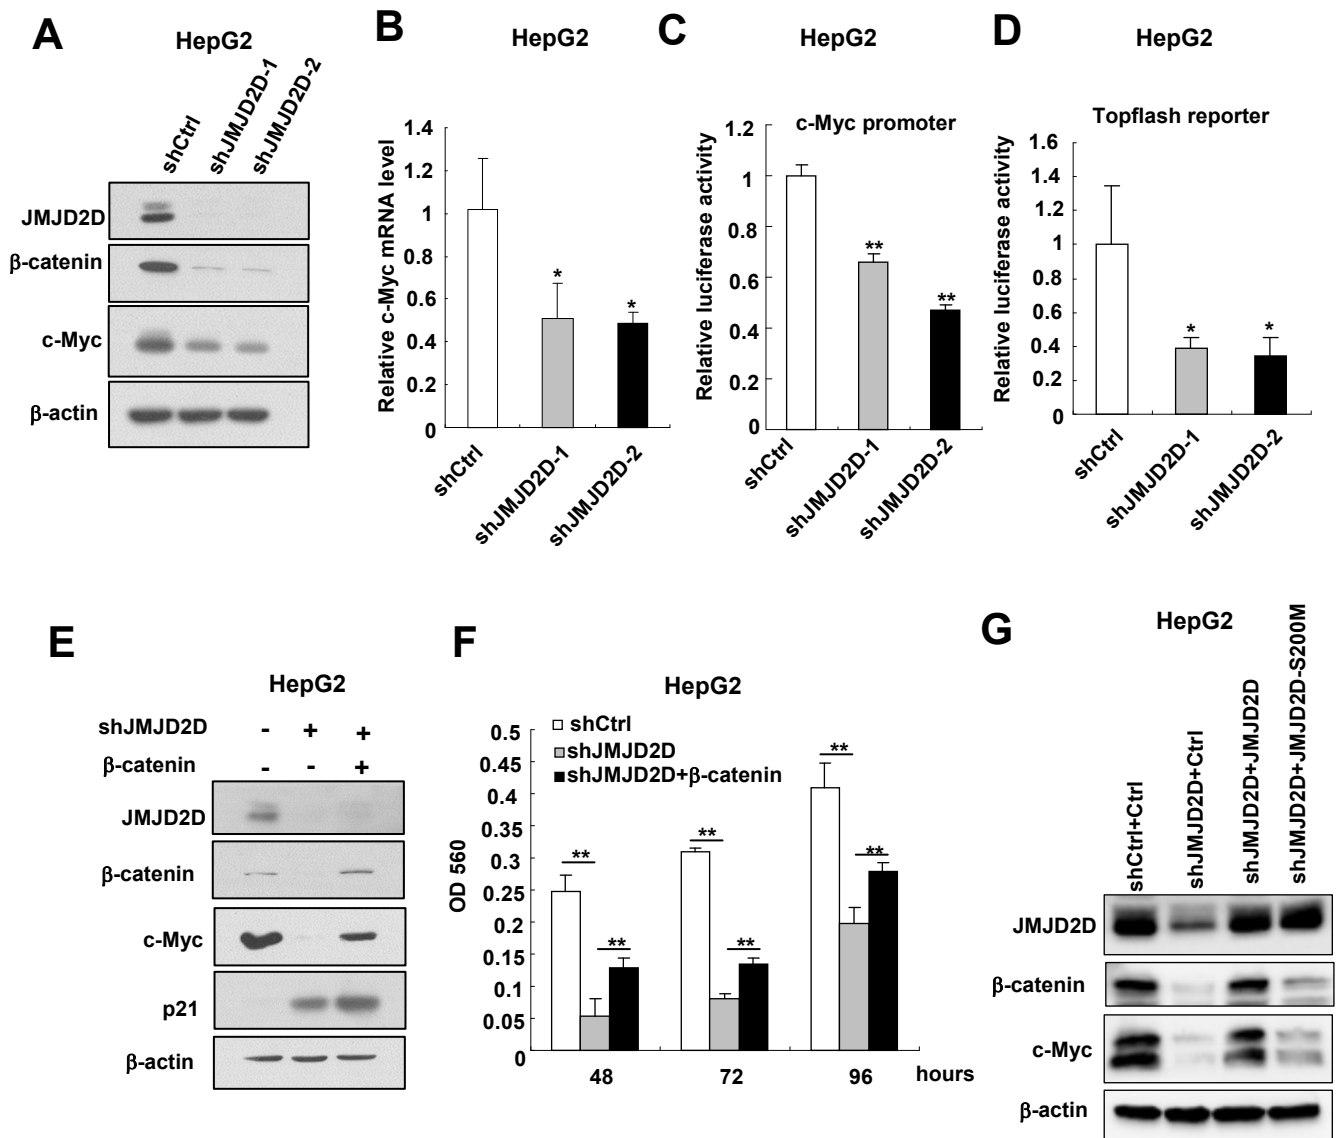 A
HepG2
shCtrl
shJMJD2D-1
shJMJD2D-2
JMJD2D
β-catenin
c-Myc
β-actin
B
HepG2
Relative c-Myc mRNA level
1.4
1.2
1
0.8
0.6
0.4
0.2
0
*
*
shCtrl
shJMJD2D-1
shJMJD2D-2
C
HepG2
c-Myc promoter
Relative luciferase activity
1.2
1
0.8
0.6
0.4
0.2
0
**
**
shCtrl
shJMJD2D-1
shJMJD2D-2
D
HepG2
Topflash reporter
Relative luciferase activity
1.6
1.4
1.2
1
0.8
0.6
0.4
0.2
0
*
*
shCtrl
shJMJD2D-1
shJMJD2D-2
E
HepG2
shJMJD2D - + +
β-catenin - - +
JMJD2D
β-catenin
c-Myc
p21
β-actin
F
HepG2
shCtrl
shJMJD2D
shJMJD2D+β-catenin
OD 560
0.5
0.45
0.4
0.35
0.3
0.25
0.2
0.15
0.1
0.05
0
**
**
**
**
**
**
48 72 96 hours
G
HepG2
shCtrl+Ctrl
shJMJD2D+Ctrl
shJMJD2D+JMJD2D
shJMJD2D+JMJD2D-S200M
JMJD2D
β-catenin
c-Myc
β-actin